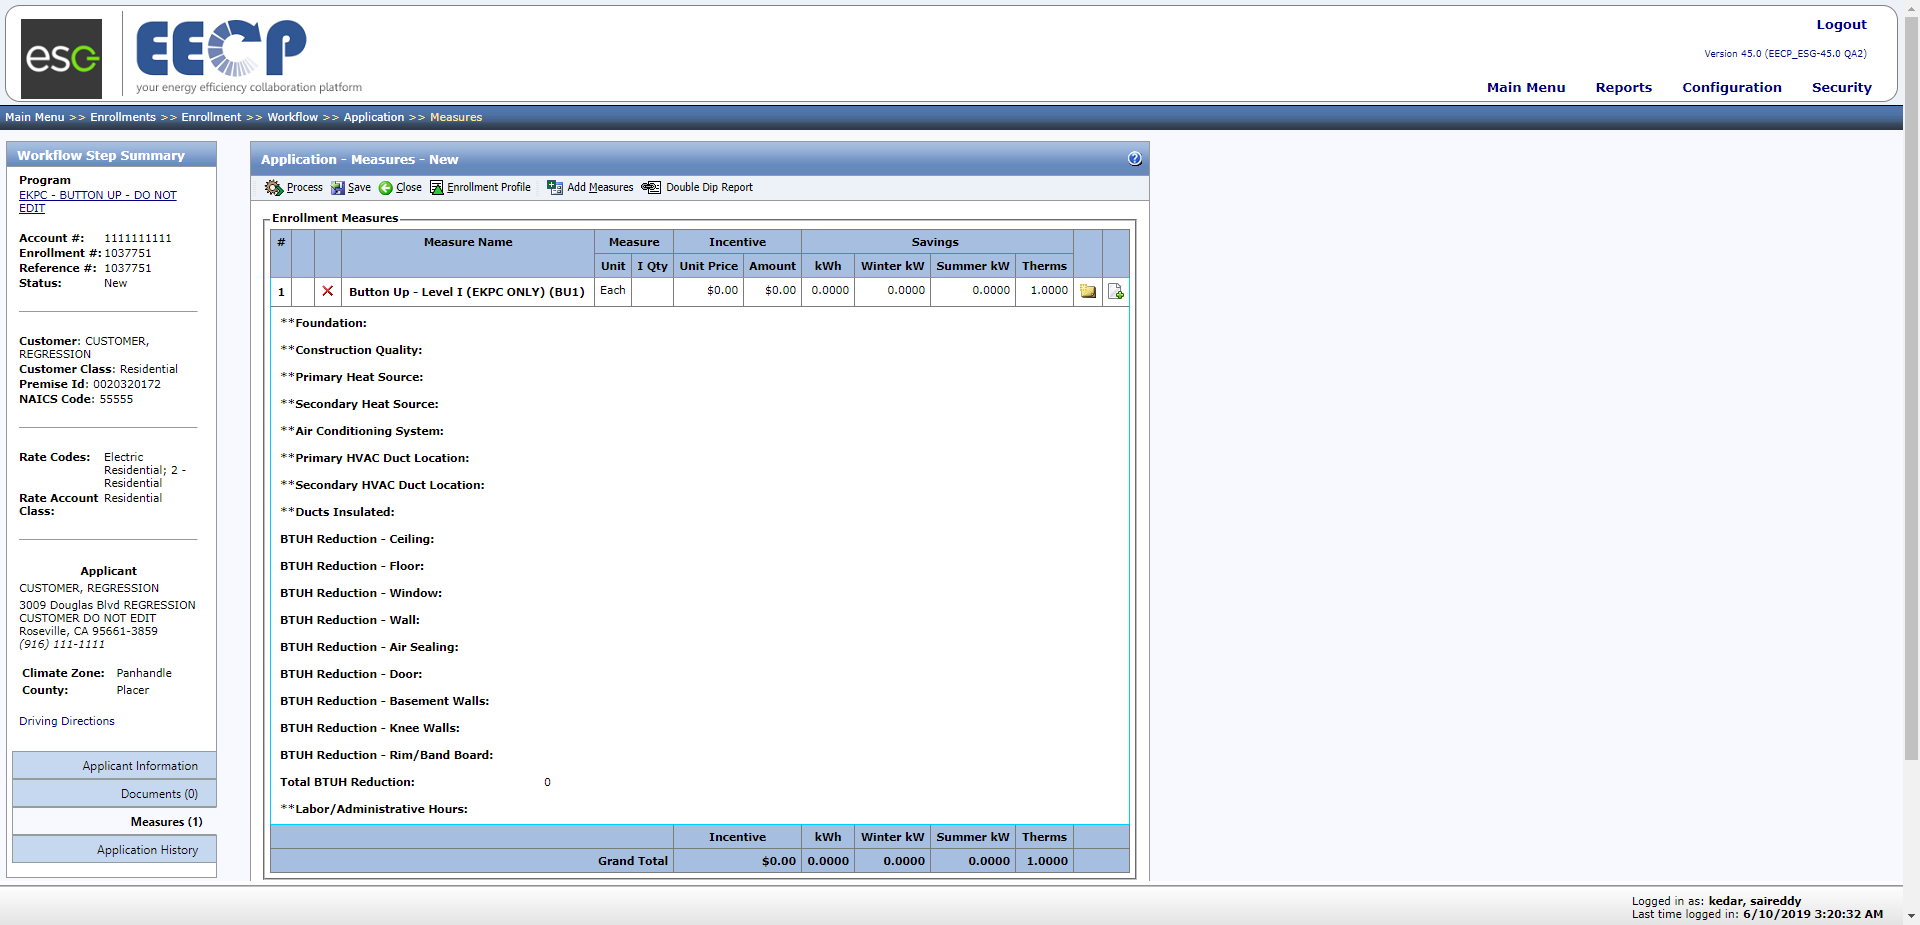 esg
EECP
your energy efficiency collaboration platform
Logout
Version 45.0 (EECP_ESG-45.0 QA2)
Main Menu Reports Configuration Security
Main Menu >> Enrollments >> Enrollment >> Workflow >> Application >> Measures
Workflow Step Summary
Program
EKPC - BUTTON UP - DO NOT
EDIT
Account #: 1111111111
Enrollment #: 1037751
Reference #: 1037751
Status: New
Customer: CUSTOMER,
REGRESSION
Customer Class: Residential
Premise Id: 0020320172
NAICS Code: 55555
Rate Codes: Electric
Residential; 2 -
Residential
Rate Account Residential
Class:
Applicant
CUSTOMER, REGRESSION
3009 Douglas Blvd REGRESSION
CUSTOMER DO NOT EDIT
Roseville, CA 95661-3859
(916) 111-1111
Climate Zone: Panhandle
County: Placer
Driving Directions
Applicant Information
Documents (0)
Measures (1)
Application History
Application - Measures - New
?
Process Save Close Enrollment Profile Add Measures Double Dip Report
Enrollment Measures
# Measure Name Measure Incentive Savings
Unit I Qty Unit Price Amount kWh Winter kW Summer kW Therms
1 Button Up - Level I (EKPC ONLY) (BU1) Each $0.00 $0.00 0.0000 0.0000 0.0000 1.0000
**Foundation:
**Construction Quality:
**Primary Heat Source:
**Secondary Heat Source:
**Air Conditioning System:
**Primary HVAC Duct Location:
**Secondary HVAC Duct Location:
**Ducts Insulated:
BTUH Reduction - Ceiling:
BTUH Reduction - Floor:
BTUH Reduction - Window:
BTUH Reduction - Wall:
BTUH Reduction - Air Sealing:
BTUH Reduction - Door:
BTUH Reduction - Basement Walls:
BTUH Reduction - Knee Walls:
BTUH Reduction - Rim/Band Board:
Total BTUH Reduction: 0
**Labor/Administrative Hours:
Incentive kWh Winter kW Summer kW Therms
Grand Total $0.00 0.0000 0.0000 0.0000 1.0000
Logged in as: kedar, saireddy
Last time logged in: 6/10/2019 3:20:32 AM